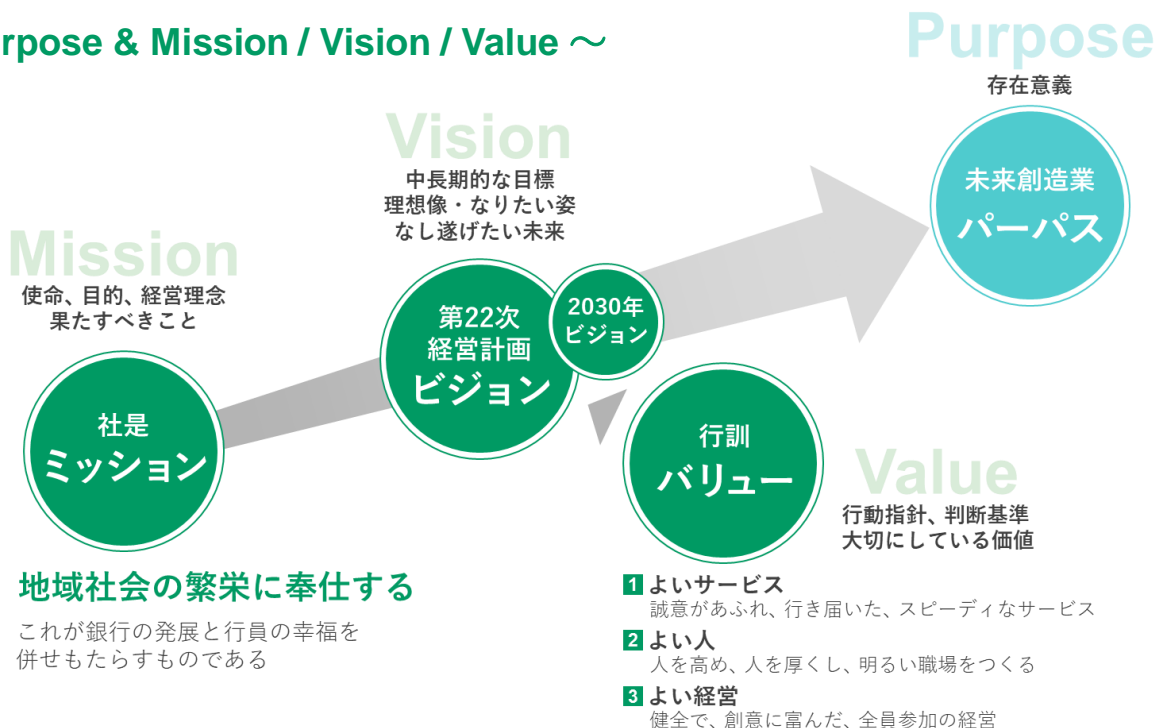 rpose & Mission / Vision / Value ～
Purpose
存在意義
未来創造業
パーパス
Vision
中長期的な目標
理想像・なりたい姿
なし遂げたい未来
第22次
経営計画
ビジョン
2030年
ビジョン
Mission
使命、目的、経営理念
果たすべきこと
社是
ミッション
地域社会の繁栄に奉仕する
これが銀行の発展と行員の幸福を
併せもたらすものである
行訓
バリュー
Value
行動指針、判断基準
大切にしている価値
1 よいサービス
誠意があふれ、行き届いた、スピーディなサービス
2 よい人
人を高め、人を厚くし、明るい職場をつくる
3 よい経営
健全で、創意に富んだ、全員参加の経営